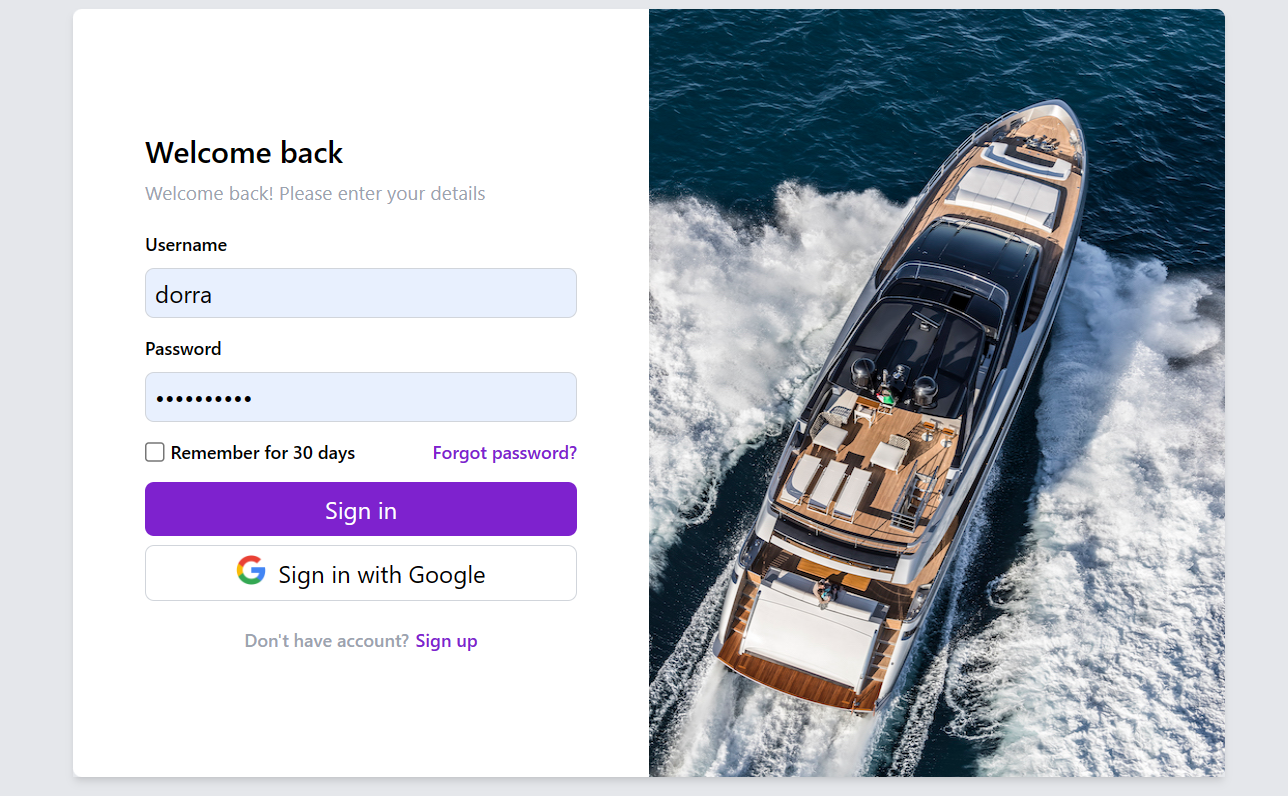 Welcome back
Welcome back! Please enter your details
Username
dorra
Password
••••••••••
Remember for 30 days Forgot password?
Sign in
Sign in with Google
Don't have account? Sign up